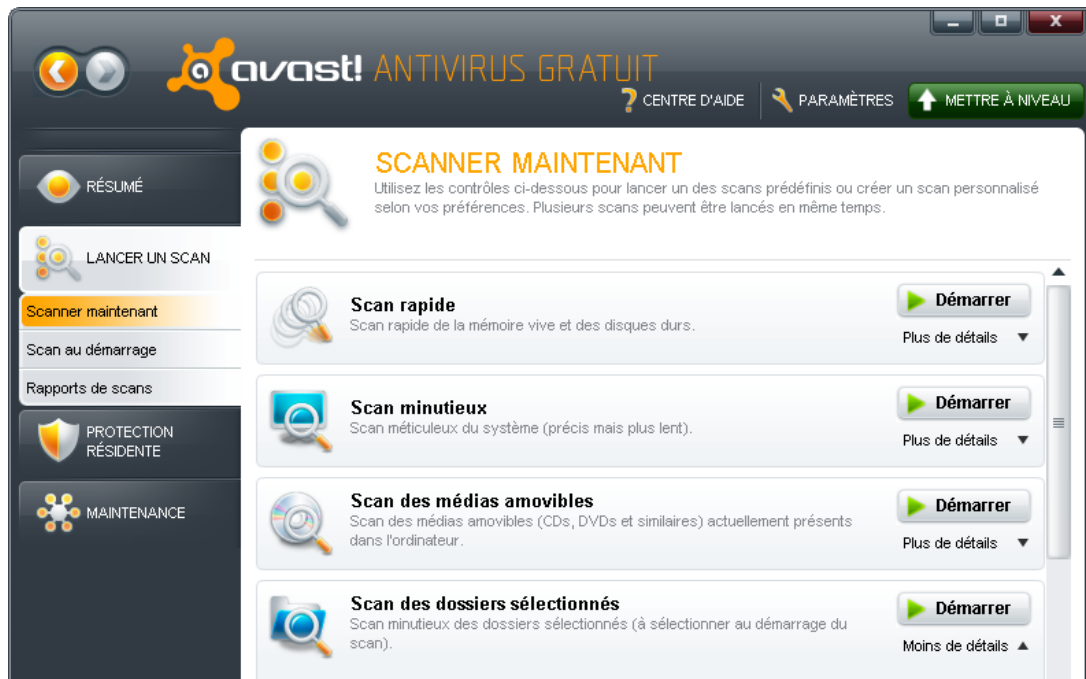 avast! ANTIVIRUS GRATUIT
? CENTRE D'AIDE
PARAMÈTRES
METTRE À NIVEAU
RÉSUMÉ
LANCER UN SCAN
Scanner maintenant
Scan au démarrage
Rapports de scans
PROTECTION
RÉSIDENTE
MAINTENANCE
SCANNER MAINTENANT
Utilisez les contrôles ci-dessous pour lancer un des scans prédéfinis ou créer un scan personnalisé
selon vos préférences. Plusieurs scans peuvent être lancés en même temps.
Scan rapide
Scan rapide de la mémoire vive et des disques durs.
Démarrer
Plus de détails
Scan minutieux
Scan méticuleux du système (précis mais plus lent).
Démarrer
Plus de détails
Scan des médias amovibles
Scan des médias amovibles (CDs, DVDs et similaires) actuellement présents
dans l'ordinateur.
Démarrer
Plus de détails
Scan des dossiers sélectionnés
Scan minutieux des dossiers sélectionnés (à sélectionner au démarrage du
scan).
Démarrer
Moins de détails